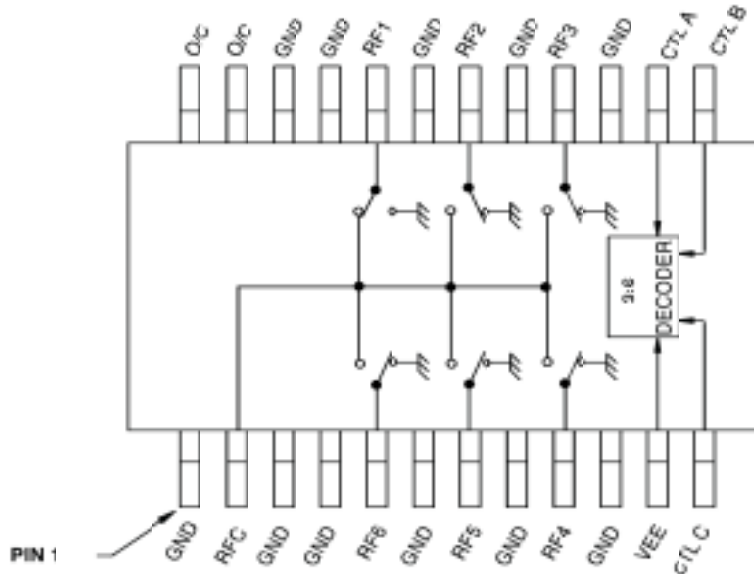 O/C O/C GND GND RF1 GND RF2 GND RF3 GND CTL A CTL B
3:6
DECODER
GND RFC GND GND RF6 GND RF5 GND RF4 GND VEE CTL C
PIN 1